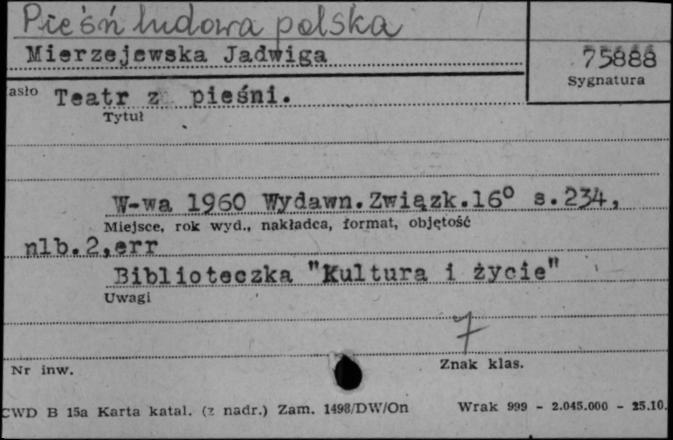 Pieśń ludowa polska
Mierzejewska Jadwiga
75888
Sygnatura
asło Teatr z pieśni.
Tytuł
W-wa 1960 Wydawn.Związk.16° s.234,
Miejsce, rok wyd., nakładca, format, objętość
nlb.2,err
Biblioteczka "Kultura i życie"
Uwagi
7
Nr inw.
Znak klas.
CWD B 15a Karta katal. (z nadr.) Zam. 1498/DW/On Wrak 999 - 2.045.000 - 25.10.